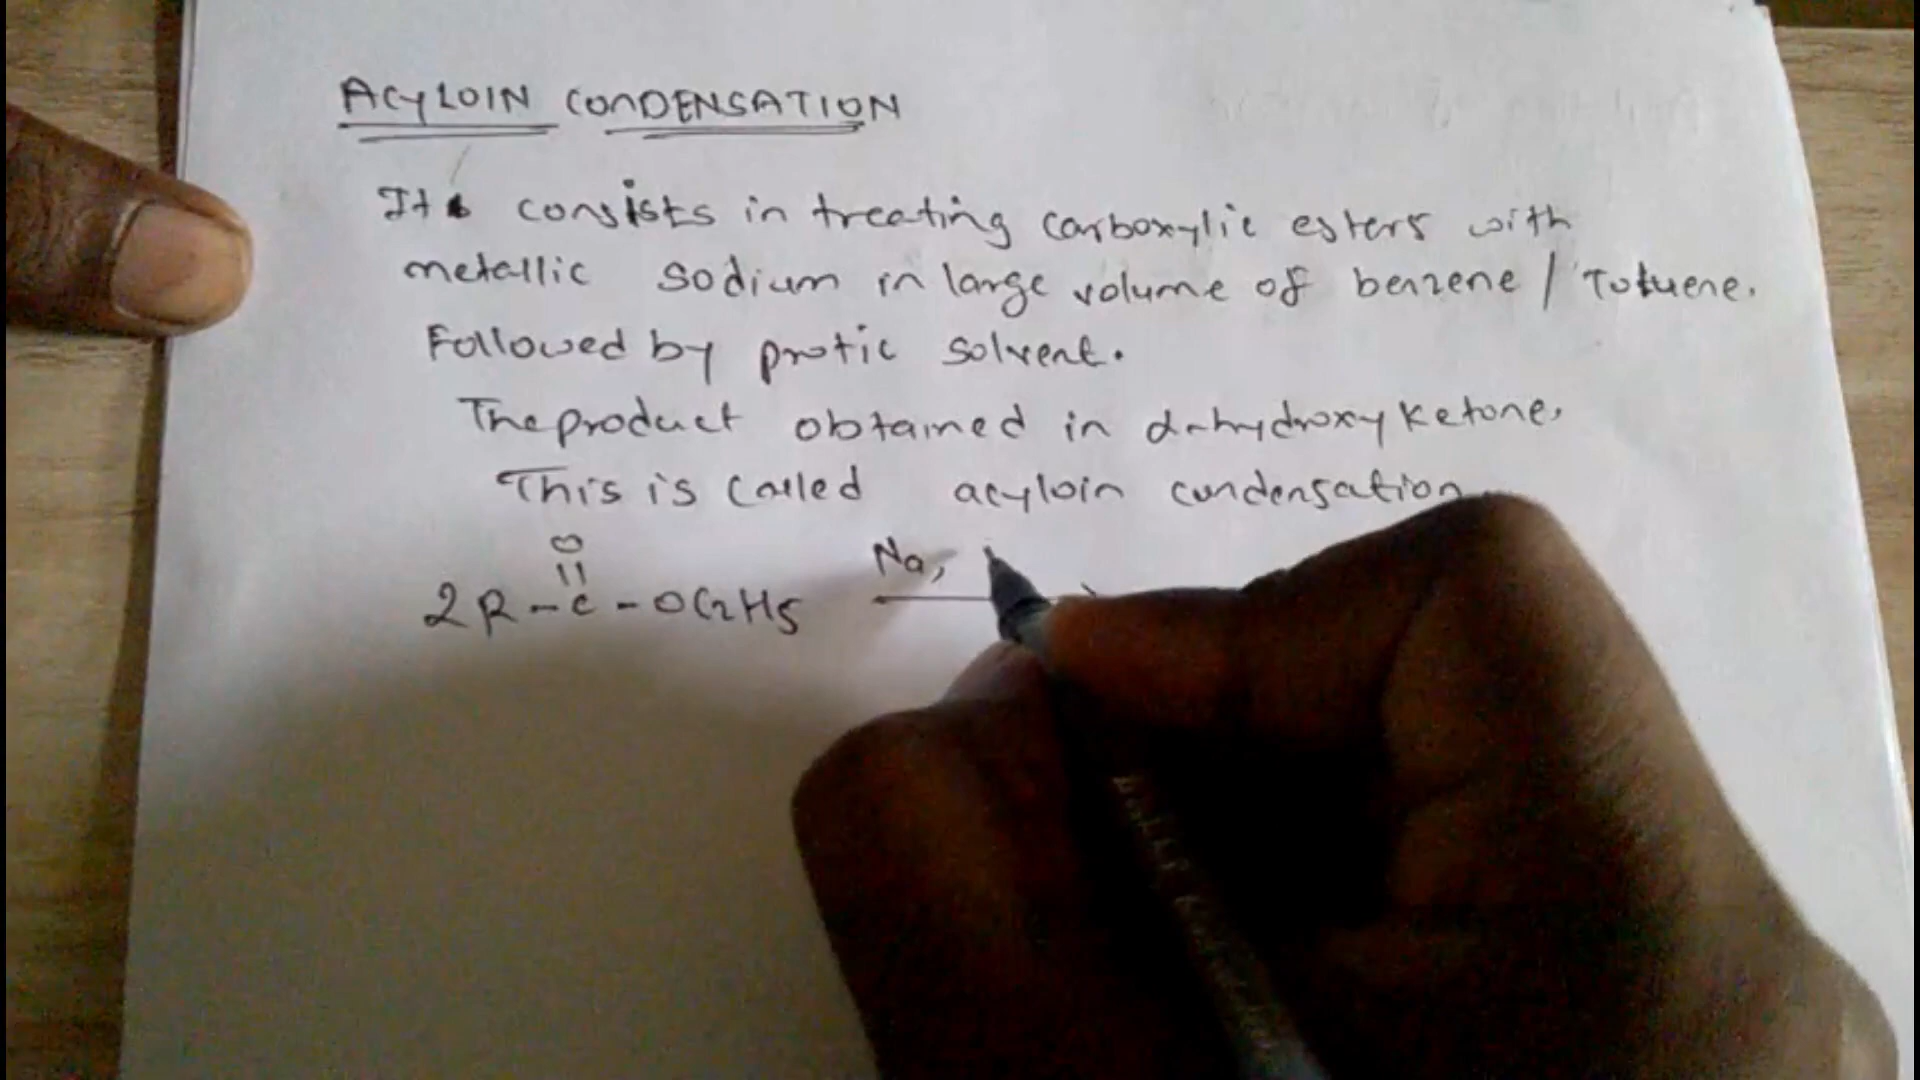 ACYLOIN CONDENSATION
It consists in treating carboxylic esters with
metallic sodium in large volume of benzene / Toluene.
Followed by protic solvent.
The product obtained in α-hydroxy ketone,
This is called acyloin condensation
O
||
2R-C-OC2H5 Na,